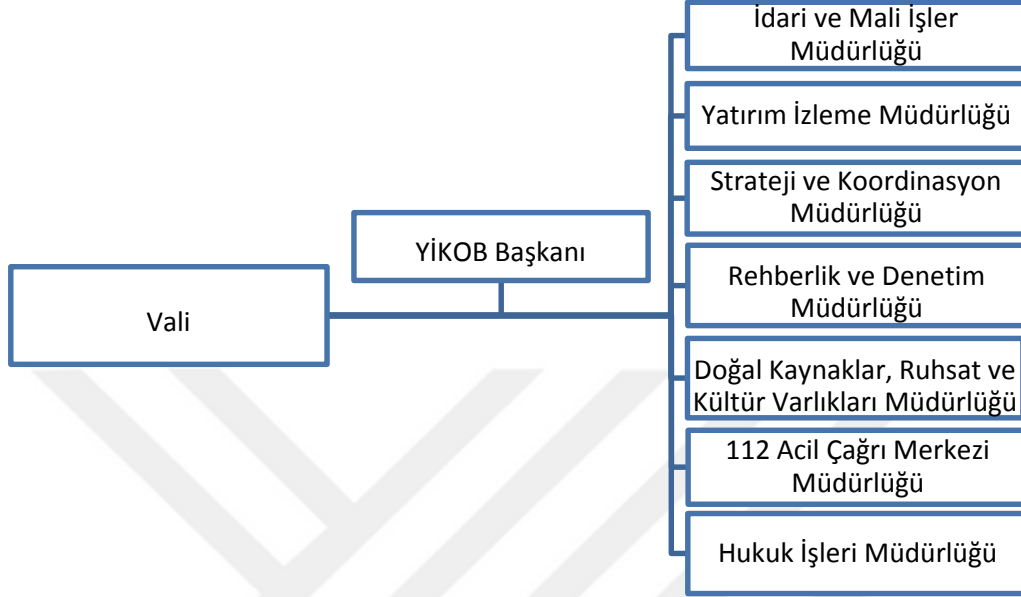 Vali
YİKOB Başkanı
İdari ve Mali İşler
Müdürlüğü
Yatırım İzleme Müdürlüğü
Strateji ve Koordinasyon
Müdürlüğü
Rehberlik ve Denetim
Müdürlüğü
Doğal Kaynaklar, Ruhsat ve
Kültür Varlıkları Müdürlüğü
112 Acil Çağrı Merkezi
Müdürlüğü
Hukuk İşleri Müdürlüğü